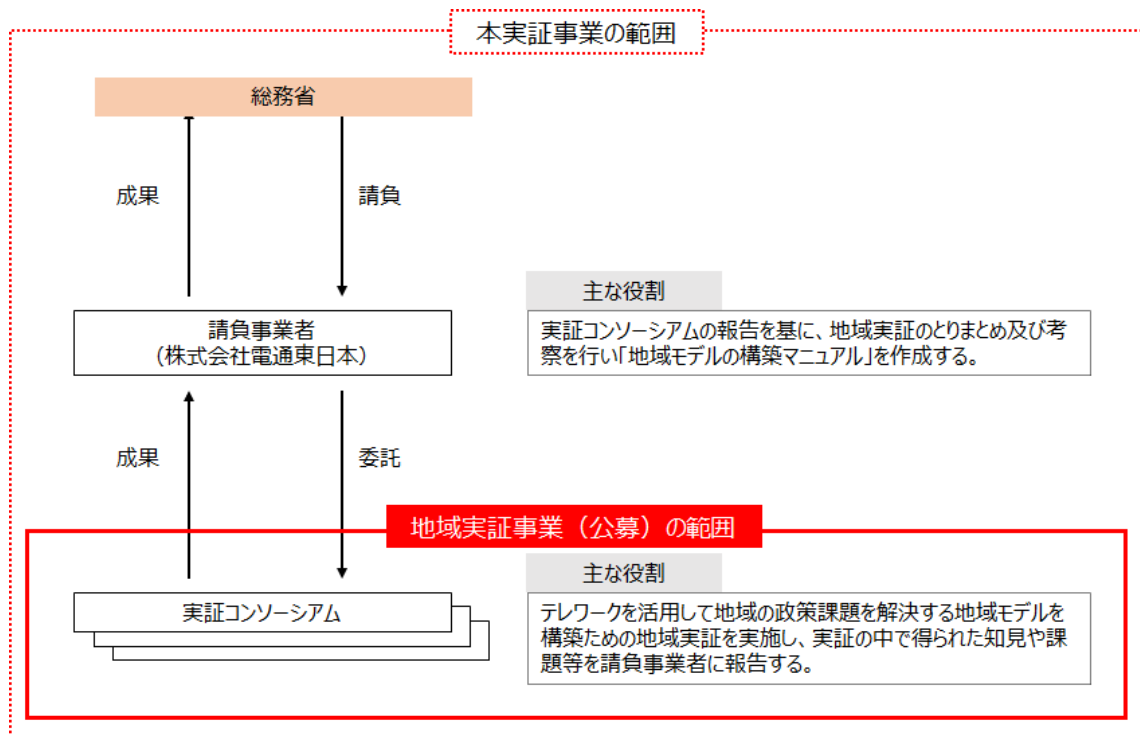 本実証事業の範囲
総務省
成果
請負
請負事業者
(株式会社電通東日本)
主な役割
実証コンソーシアムの報告を基に、地域実証のとりまとめ及び考
察を行い「地域モデルの構築マニュアル」を作成する。
成果
委託
地域実証事業（公募）の範囲
実証コンソーシアム
主な役割
テレワークを活用して地域の政策課題を解決する地域モデルを
構築ための地域実証を実施し、実証の中で得られた知見や課
題等を請負事業者に報告する。